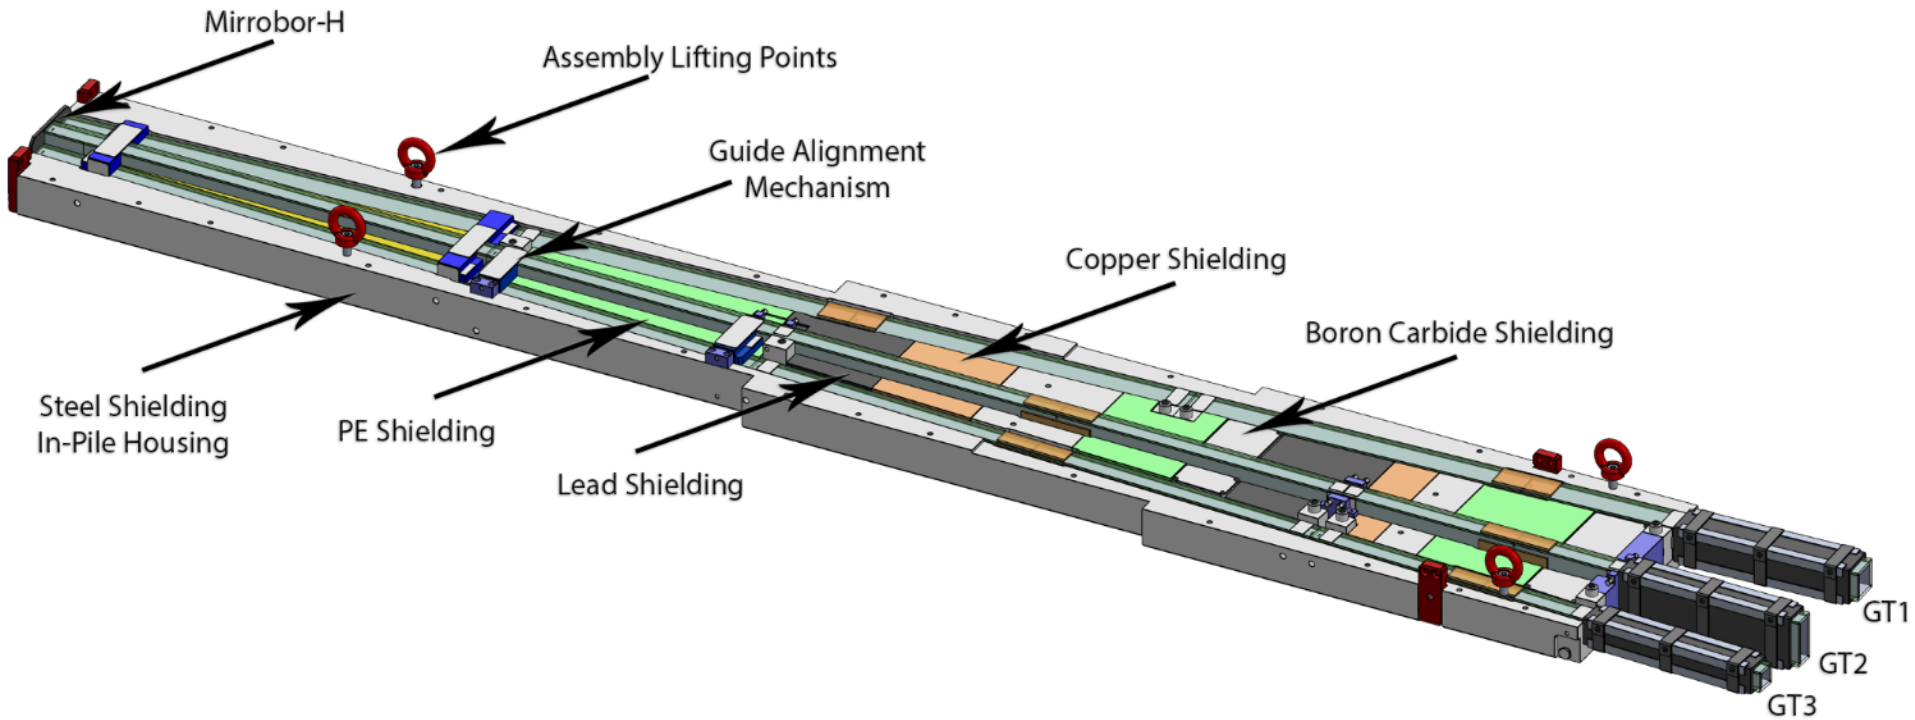 Mirrobor-H
Assembly Lifting Points
Guide Alignment
Mechanism
Copper Shielding
Boron Carbide Shielding
Steel Shielding
In-Pile Housing
PE Shielding
Lead Shielding
GT1
GT2
GT3